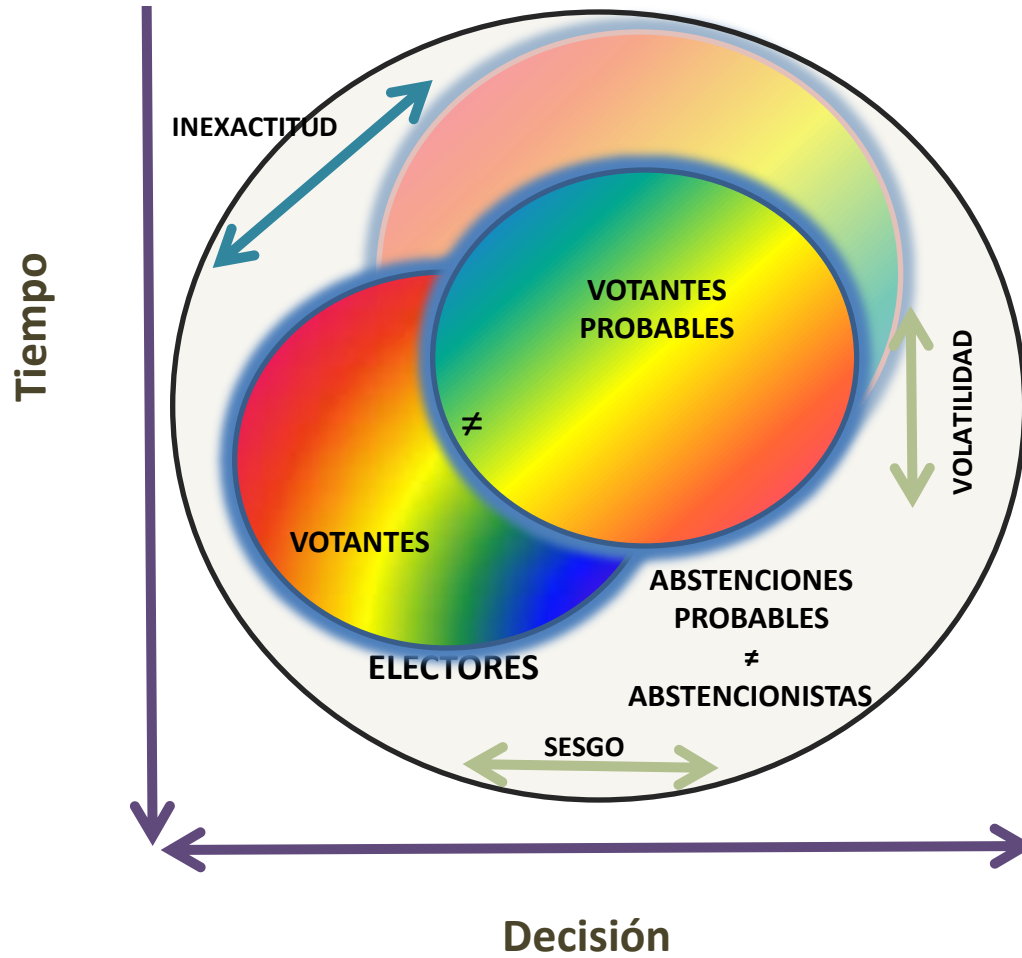 INEXACTITUD
Tiempo
VOTANTES
PROBABLES
VOLATILIDAD
≠
VOTANTES
ABSTENCIONES
PROBABLES
≠
ABSTENCIONISTAS
ELECTORES
SESGO
Decisión